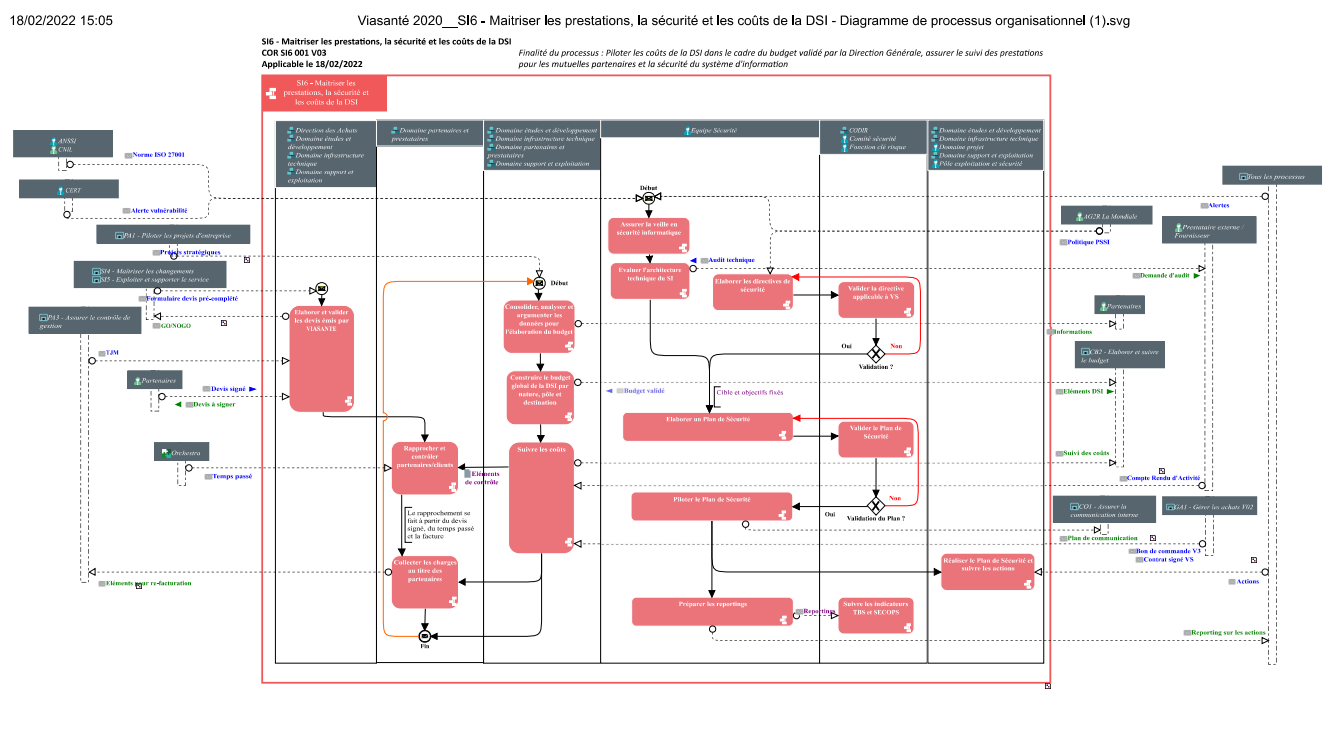 18/02/2022 15:05
Viasanté 2020__SI6 - Maitriser les prestations, la sécurité et les coûts de la DSI - Diagramme de processus organisationnel (1).svg
SI6 - Maitriser les prestations, la sécurité et les coûts de la DSI
COR SI6 001 V03
Applicable le 18/02/2022
Finalité du processus : Piloter les coûts de la DSI dans le cadre du budget validé par la Direction Générale, assurer le suivi des prestations
pour les mutuelles partenaires et la sécurité du système d'information
SI6 - Maitriser les
prestations, la sécurité et
les coûts de la DSI
Direction des Achats
Domaine études et
développement
Domaine infrastructure
technique
Domaine support et
exploitation
Domaine partenaires et
prestataires
Domaine études et développement
Domaine infrastructure technique
Domaine partenaires et
prestataires
Domaine support et exploitation
Equipe Sécurité
CODIR
Comité sécurité
Fonction clé risque
Domaine études et développement
Domaine infrastructure technique
Domaine projet
Domaine support et exploitation
Pôle exploitation et sécurité
ANSSI
CNIL
Norme ISO 27001
CERT
Alerte vulnérabilité
PA1 - Piloter les projets d'entreprise
Projets stratégiques
SI4 - Maitriser les changements
SI5 - Exploiter et supporter le service
Formulaire devis pré-complété
GO/NOGO
PA3 - Assurer le contrôle de
gestion
TJM
Partenaires
Devis signé
Devis à signer
Orchestra
Temps passé
Eléments pour re-facturation
Elaborer et valider
les devis émis par
VIASANTE
Rapprocher et
contrôler
partenaires/clients
Eléments
de contrôle
Le rapprochement se
fait à partir du devis
signé, du temps passé
et la facture
Collecter les charges
au titre des
partenaires
Fin
Début
Consolider, analyser et
argumenter les
données pour
l'élaboration du budget
Construire le budget
global de la DSI par
nature, pôle et
destination
Suivre les coûts
Budget validé
Début
Assurer la veille en
sécurité informatique
Evaluer l'architecture
technique du SI
Audit technique
Elaborer les directives de
sécurité
Valider la directive
applicable à VS
Oui
Non
Validation ?
Cible et objectifs fixés
Elaborer un Plan de Sécurité
Valider le Plan de
Sécurité
Non
Oui
Validation du Plan ?
Piloter le Plan de Sécurité
Réaliser le Plan de Sécurité et
suivre les actions
Préparer les reportings
Reportings
Suivre les indicateurs
TBS et SECOPS
Tous les processus
Alertes
AG2R La Mondiale
Politique PSSI
Prestataire externe /
Fournisseur
Demande d'audit
Partenaires
Informations
CB2 - Elaborer et suivre
le budget
Eléments DSI
Suivi des coûts
Compte Rendu d'Activité
CO1 - Assurer la
communication interne
Plan de communication
GA1 - Gérer les achats V02
Bon de commande V3
Contrat signé VS
Actions
Reporting sur les actions